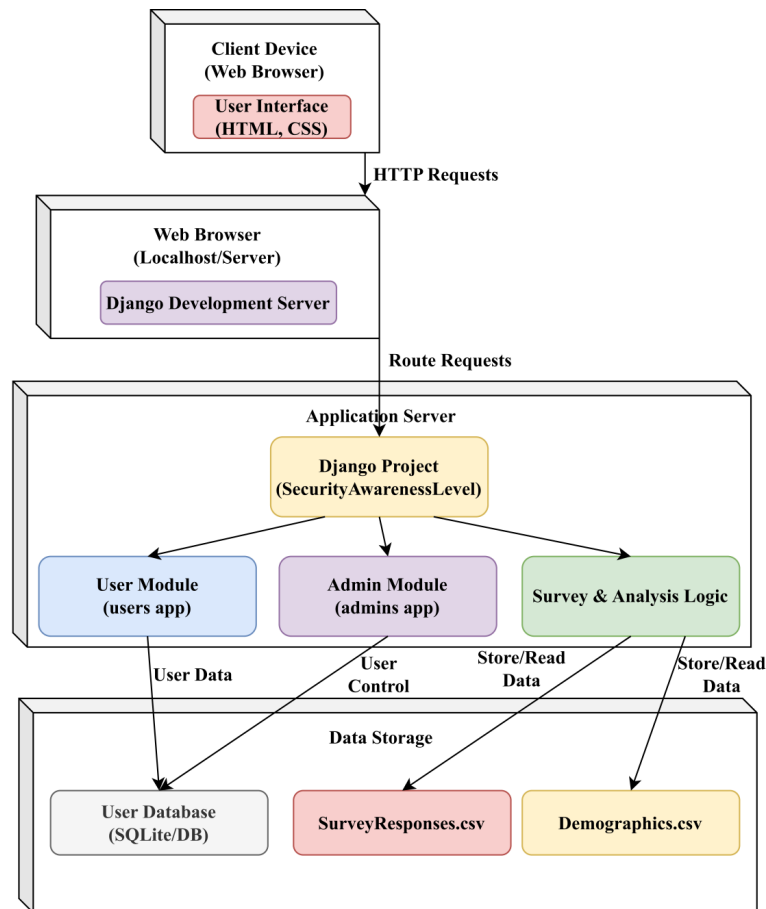 Client Device
(Web Browser)
User Interface
(HTML, CSS)
HTTP Requests
Web Browser
(Localhost/Server)
Django Development Server
Route Requests
Application Server
Django Project
(SecurityAwarenessLevel)
User Module
(users app)
Admin Module
(admins app)
Survey & Analysis Logic
User Data
User
Control
Store/Read
Data
Store/Read
Data
Data Storage
User Database
(SQLite/DB)
SurveyResponses.csv
Demographics.csv